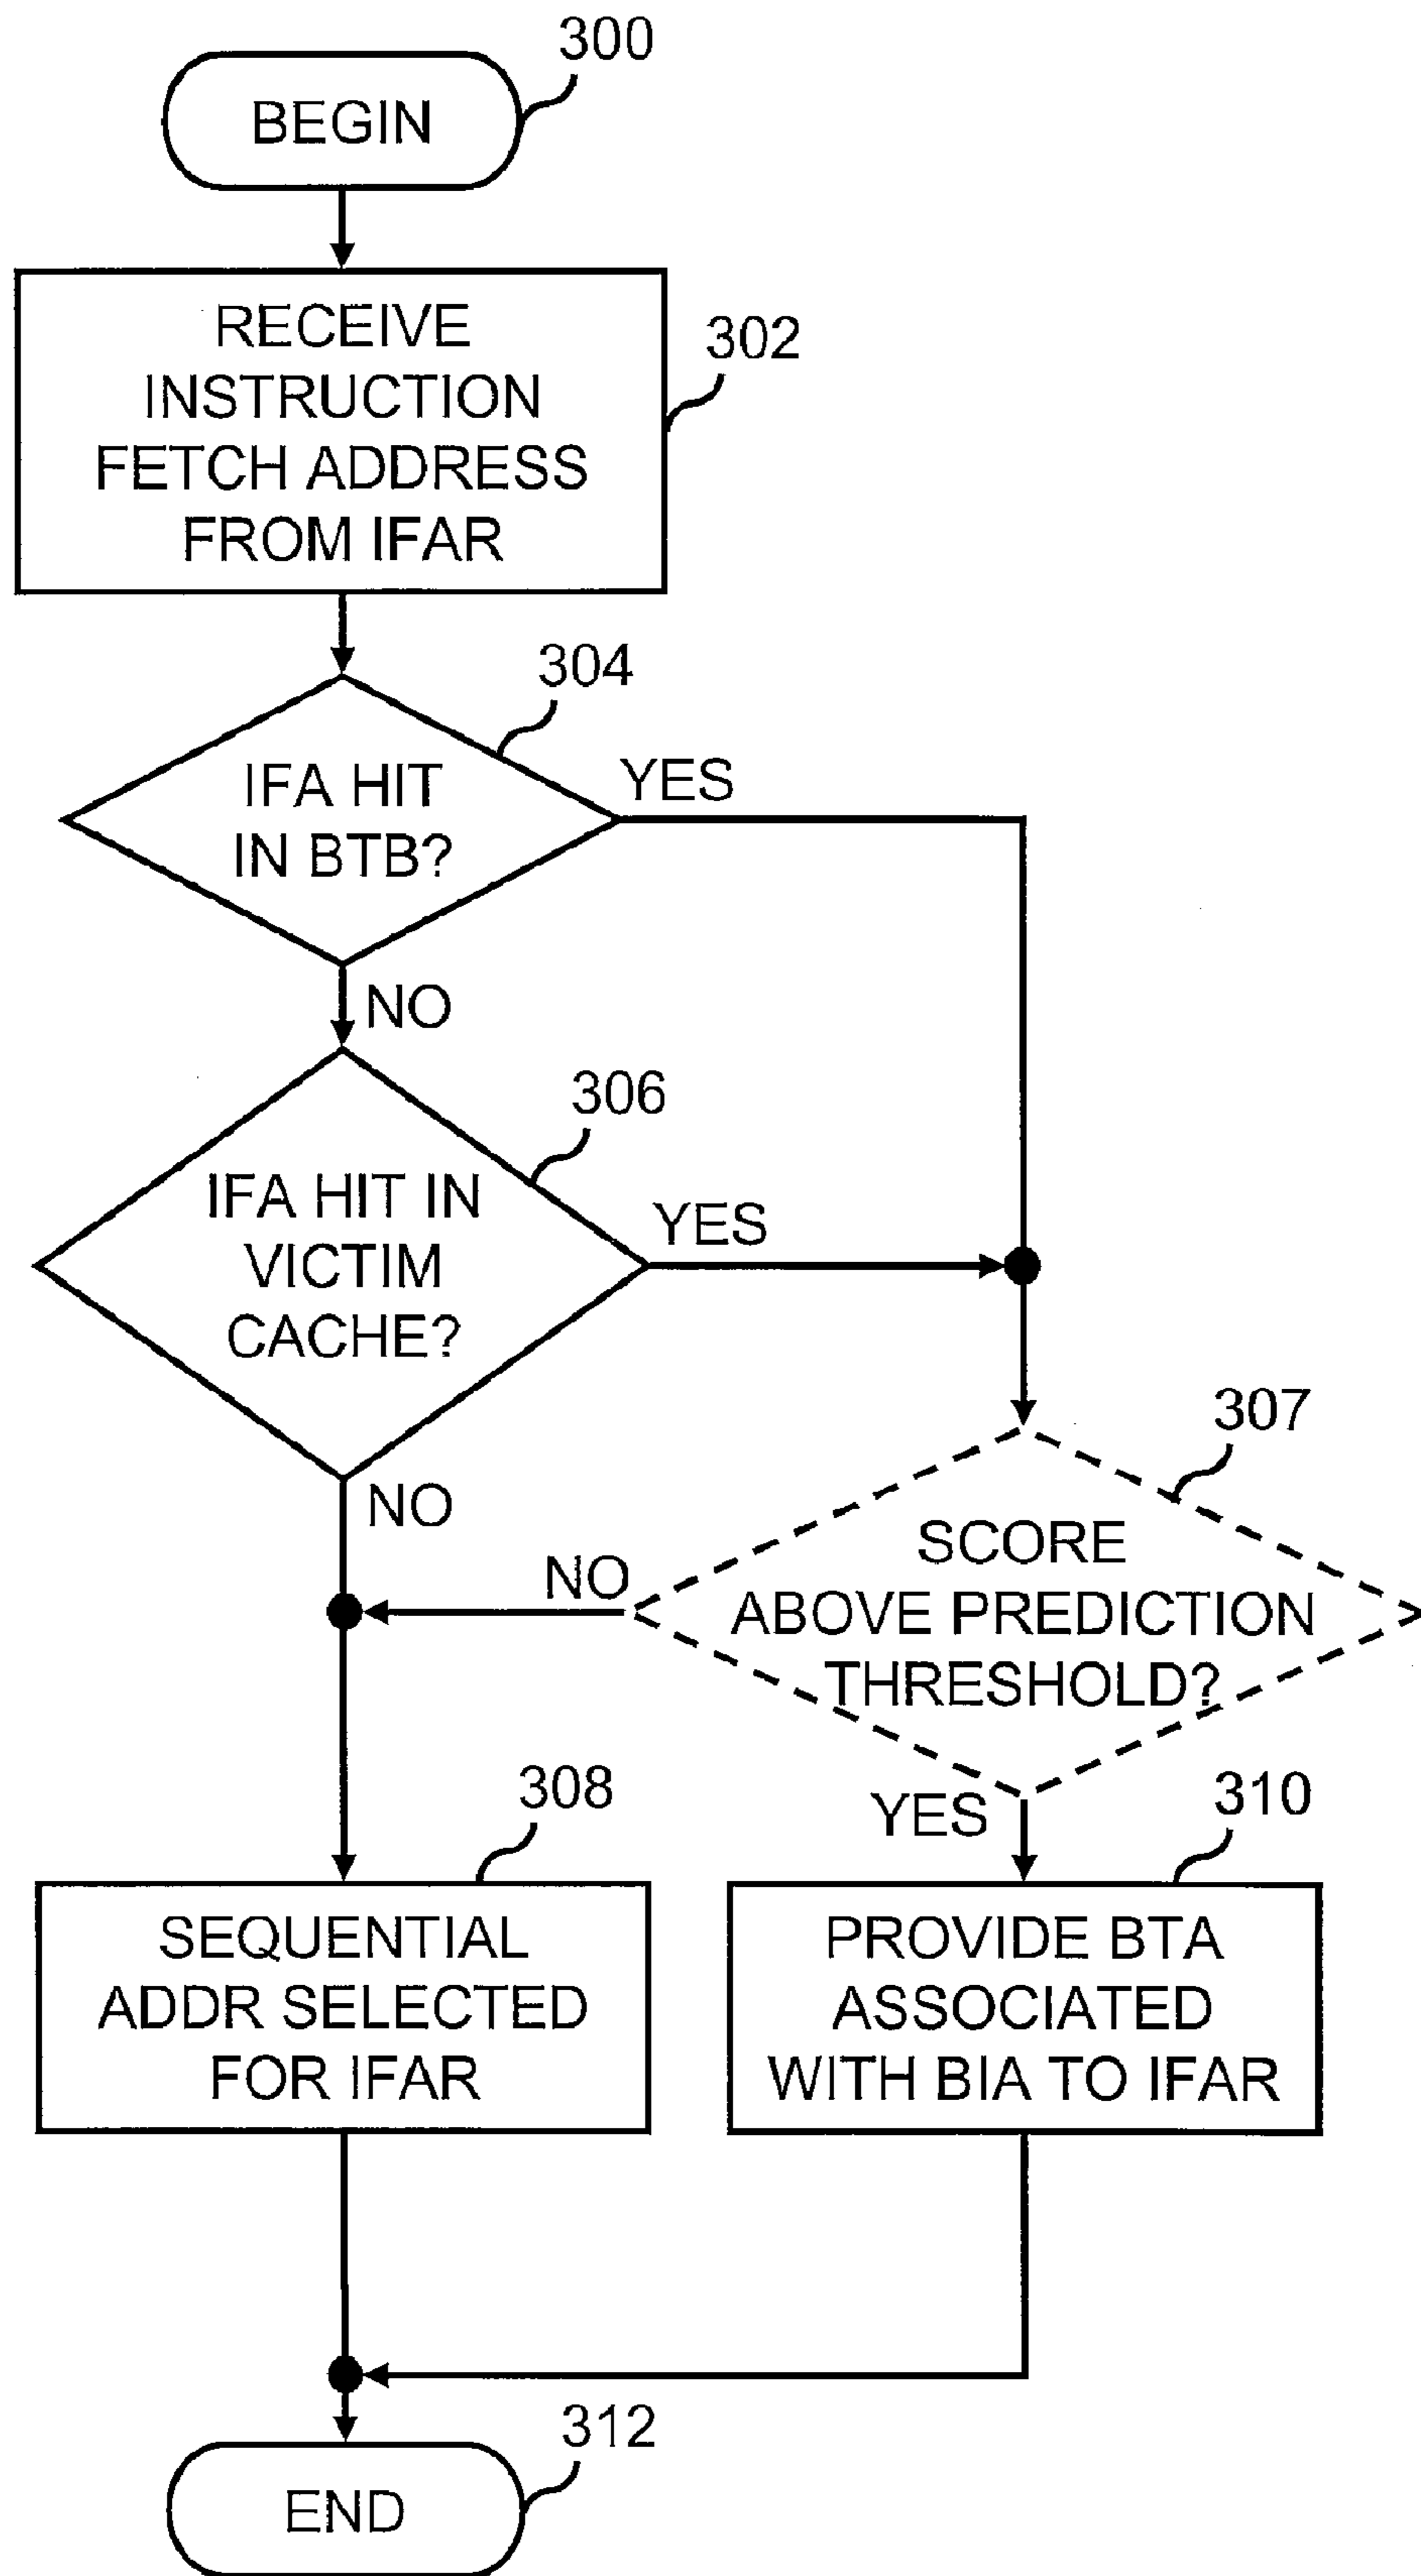 300
BEGIN
RECEIVE
INSTRUCTION
FETCH ADDRESS
FROM IFAR
302
304
IFA HIT
IN BTB?
YES
NO
306
IFA HIT IN
VICTIM
CACHE?
YES
NO
307
SCORE
ABOVE PREDICTION
THRESHOLD?
NO
YES
308
SEQUENTIAL
ADDR SELECTED
FOR IFAR
310
PROVIDE BTA
ASSOCIATED
WITH BIA TO IFAR
312
END